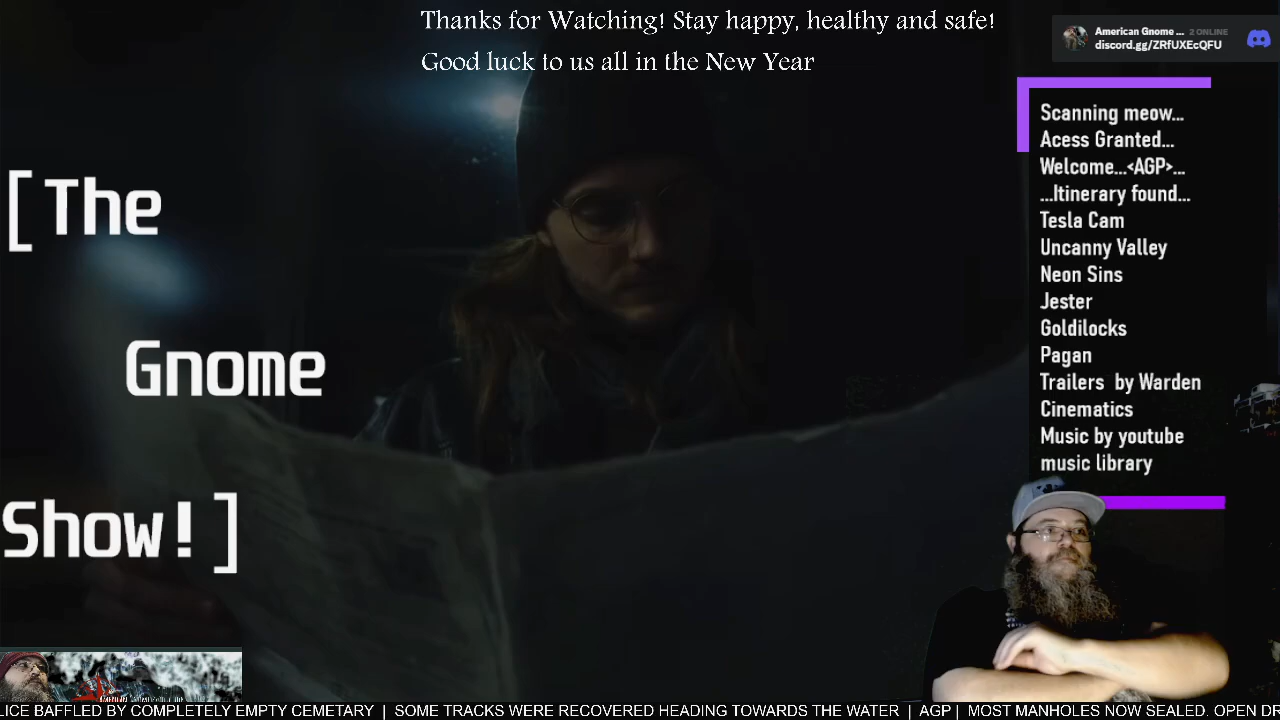 Thanks for Watching! Stay happy, healthy and safe!
Good luck to us all in the New Year
American Gnome ... 2 ONLINE
discord.gg/ZRfUXEcQFU
Scanning meow...
Acess Granted...
Welcome...<AGP>...
...Itinerary found...
Tesla Cam
Uncanny Valley
Neon Sins
Jester
Goldilocks
Pagan
Trailers by Warden
Cinematics
Music by youtube
music library
[The
Gnome
Show!]
LICE BAFFLED BY COMPLETELY EMPTY CEMETARY | SOME TRACKS WERE RECOVERED HEADING TOWARDS THE WATER | AGP | MOST MANHOLES NOW SEALED. OPEN DR